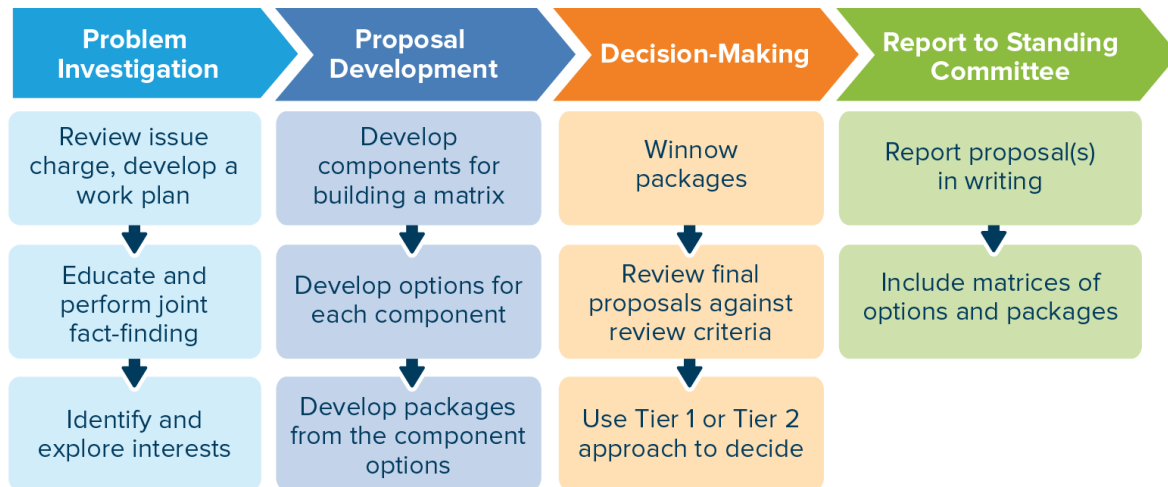 Problem
Investigation
Proposal
Development
Decision-Making
Report to Standing
Committee
Review issue
charge, develop a
work plan
Educate and
perform joint
fact-finding
Identify and
explore interests
Develop
components for
building a matrix
Develop options for
each component
Develop packages
from the component
options
Winnow
packages
Review final
proposals against
review criteria
Use Tier 1 or Tier 2
approach to decide
Report proposal(s)
in writing
Include matrices of
options and packages